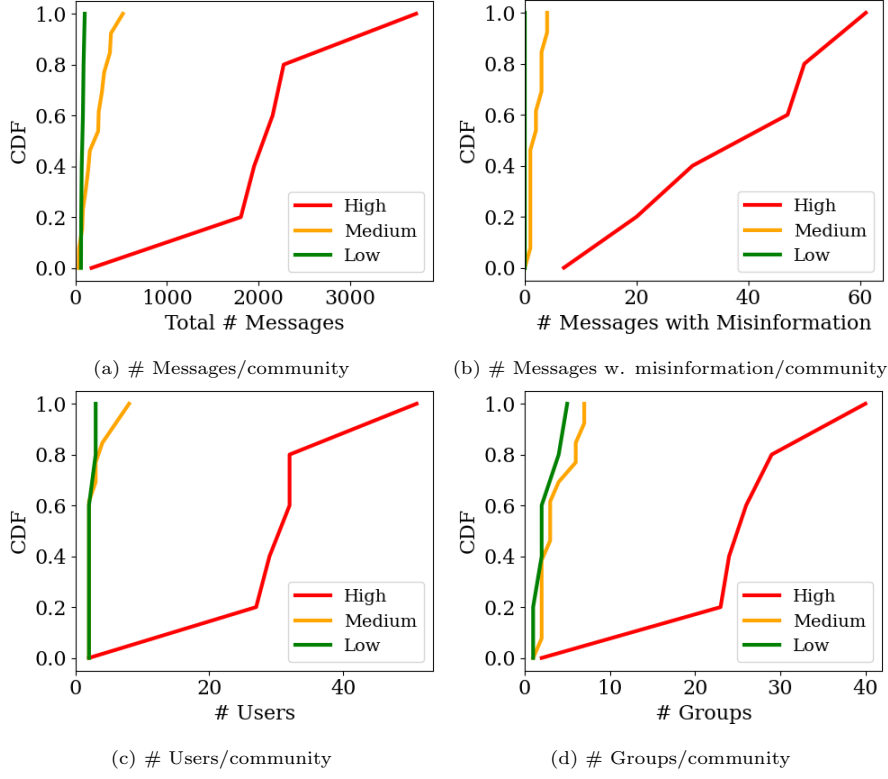 1.0
0.8
0.6
0.4
0.2
0.0
CDF
High
Medium
Low
0 1000 2000 3000
Total # Messages
(a) # Messages/community
1.0
0.8
0.6
0.4
0.2
0.0
CDF
High
Medium
Low
0 20 40 60
# Messages with Misinformation
(b) # Messages w. misinformation/community
1.0
0.8
0.6
0.4
0.2
0.0
CDF
High
Medium
Low
0 20 40
# Users
(c) # Users/community
1.0
0.8
0.6
0.4
0.2
0.0
CDF
High
Medium
Low
0 10 20 30 40
# Groups
(d) # Groups/community